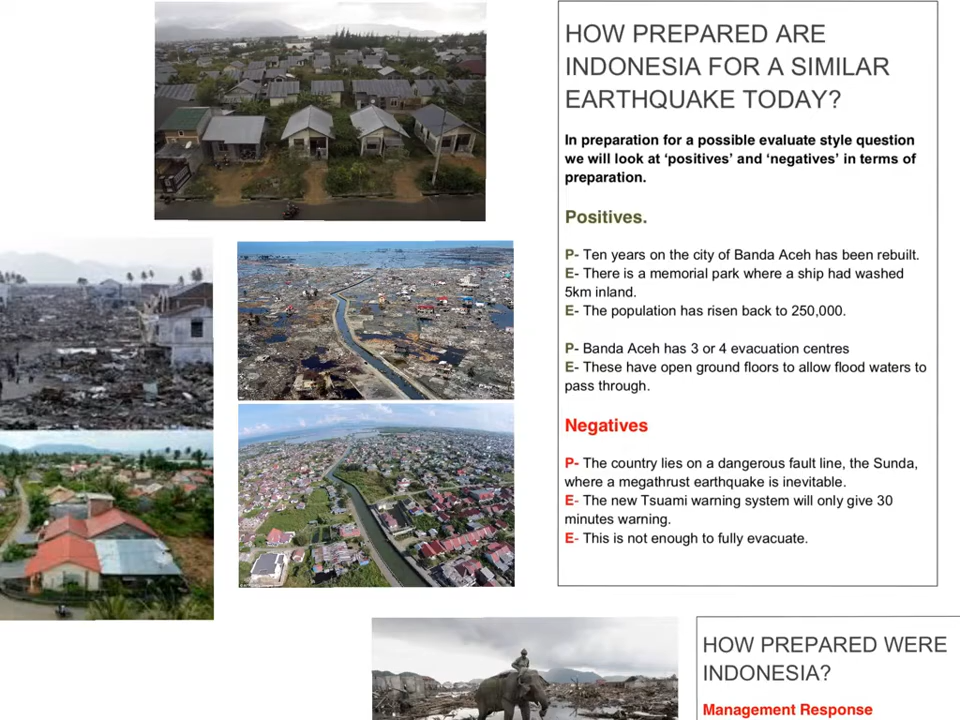 HOW PREPARED ARE
INDONESIA FOR A SIMILAR
EARTHQUAKE TODAY?
In preparation for a possible evaluate style question
we will look at ‘positives’ and ‘negatives’ in terms of
preparation.
Positives.
P- Ten years on the city of Banda Aceh has been rebuilt.
E- There is a memorial park where a ship had washed
5km inland.
E- The population has risen back to 250,000.
P- Banda Aceh has 3 or 4 evacuation centres
E- These have open ground floors to allow flood waters to
pass through.
Negatives
P- The country lies on a dangerous fault line, the Sunda,
where a megathrust earthquake is inevitable.
E- The new Tsuami warning system will only give 30
minutes warning.
E- This is not enough to fully evacuate.
HOW PREPARED WERE
INDONESIA?
Management Response